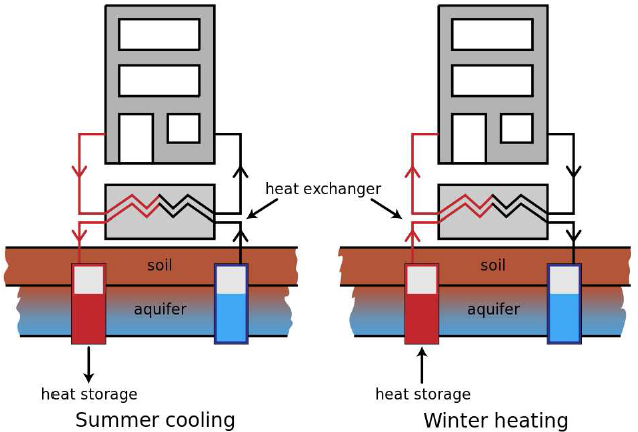 heat exchanger
soil
soil
aquifer
aquifer
heat storage
heat storage
Summer cooling
Winter heating